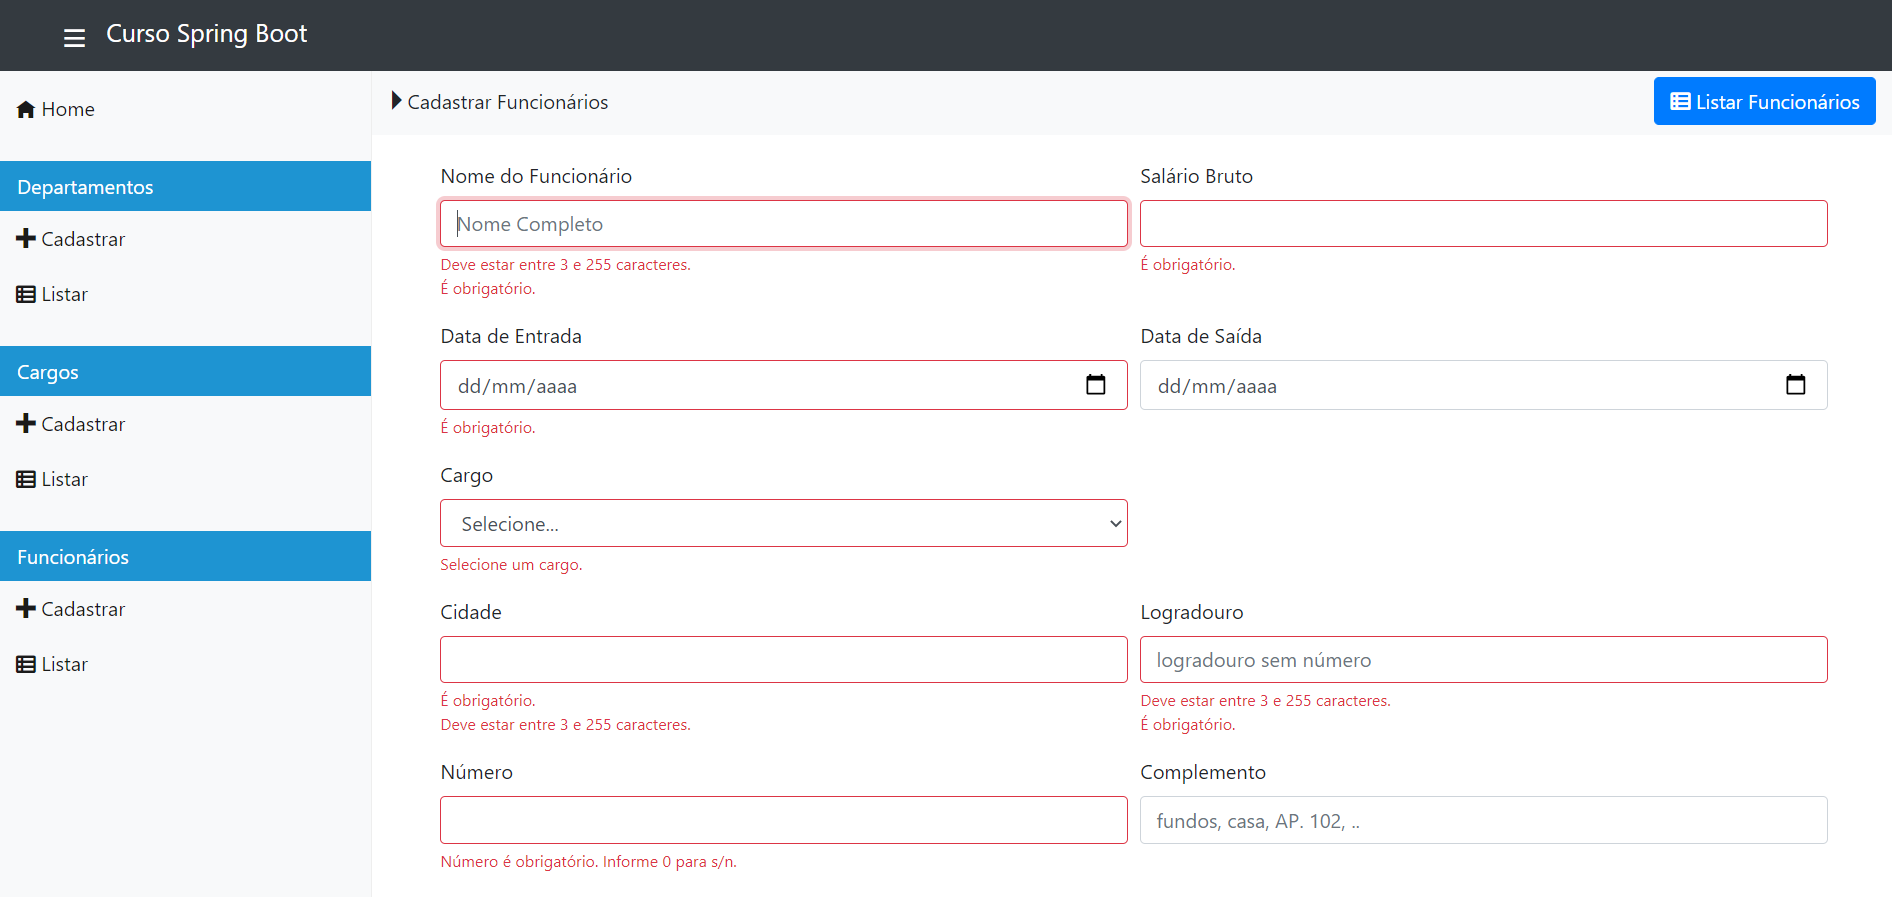 Curso Spring Boot
Home
Departamentos
Cadastrar
Listar
Cargos
Cadastrar
Listar
Funcionários
Cadastrar
Listar
Cadastrar Funcionários
Listar Funcionários
Nome do Funcionário
Nome Completo
Deve estar entre 3 e 255 caracteres.
É obrigatório.
Salário Bruto
É obrigatório.
Data de Entrada
dd/mm/aaaa
É obrigatório.
Data de Saída
dd/mm/aaaa
Cargo
Selecione...
Selecione um cargo.
Cidade
É obrigatório.
Deve estar entre 3 e 255 caracteres.
Logradouro
logradouro sem número
Deve estar entre 3 e 255 caracteres.
É obrigatório.
Número
Número é obrigatório. Informe 0 para s/n.
Complemento
fundos, casa, AP. 102, ..